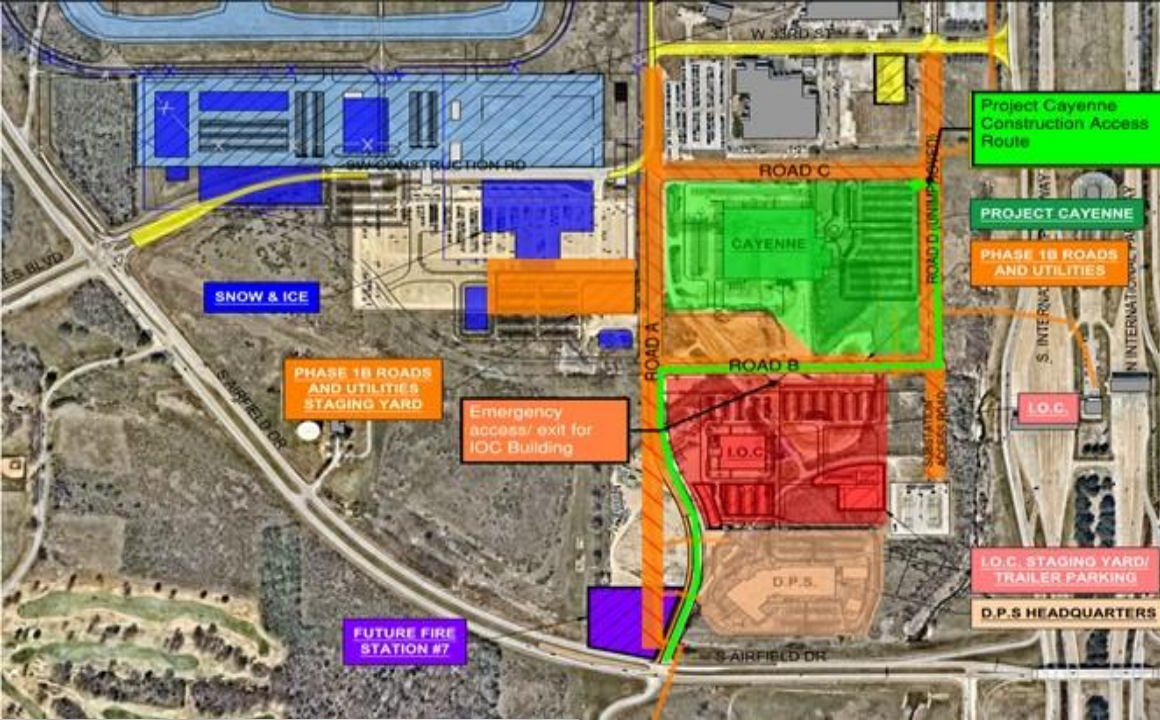 W 33RD ST
Project Cayenne
Construction Access
Route
SW CONSTRUCTION RD
ROAD C
PROJECT CAYENNE
CAYENNE
PHASE 1B ROADS
AND UTILITIES
ROAD D
SNOW & ICE
ROAD A
ROAD B
S AIRFIELD DR
PHASE 1B ROADS
AND UTILITIES
STAGING YARD
Emergency
access/ exit for
IOC Building
I.O.C.
I.O.C
I.O.C. STAGING YARD/
TRAILER PARKING
D.P.S.
D.P.S HEADQUARTERS
FUTURE FIRE
STATION #7
S AIRFIELD DR